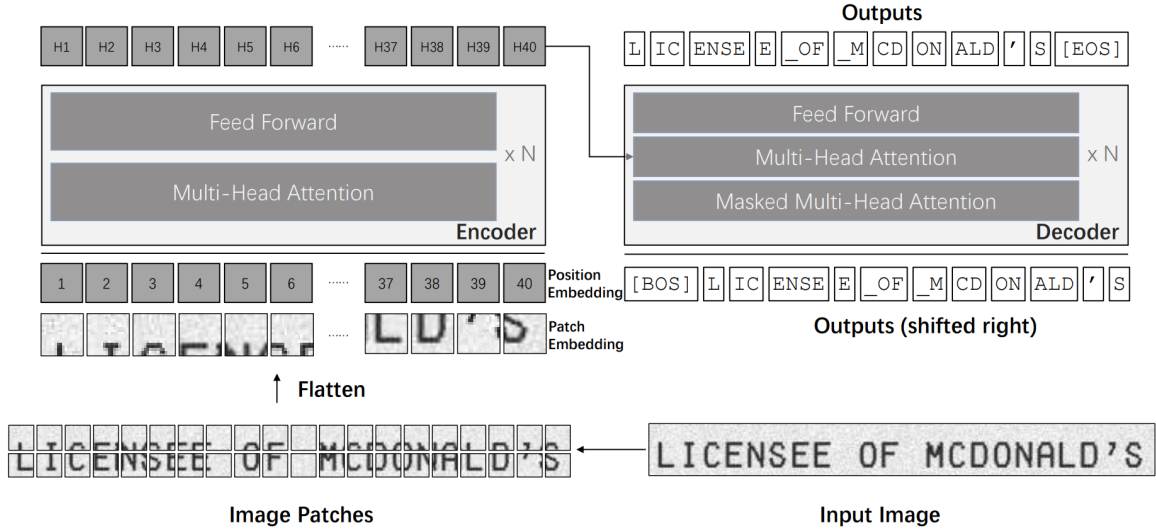 H1 H2 H3 H4 H5 H6 ...... H37 H38 H39 H40
Outputs
L IC ENSE E _OF _M CD ON ALD ' S [EOS]
Feed Forward
Multi-Head Attention
x N
Encoder
Feed Forward
Multi-Head Attention
Masked Multi-Head Attention
x N
Decoder
1 2 3 4 5 6 ...... 37 38 39 40
Position
Embedding
[BOS] L IC ENSE E _OF _M CD ON ALD ' S
LICENSE ...... LD'S
Patch
Embedding
Outputs (shifted right)
Flatten
LICENSEE OF MCDONALD'S
LICENSEE OF MCDONALD'S
Image Patches
Input Image